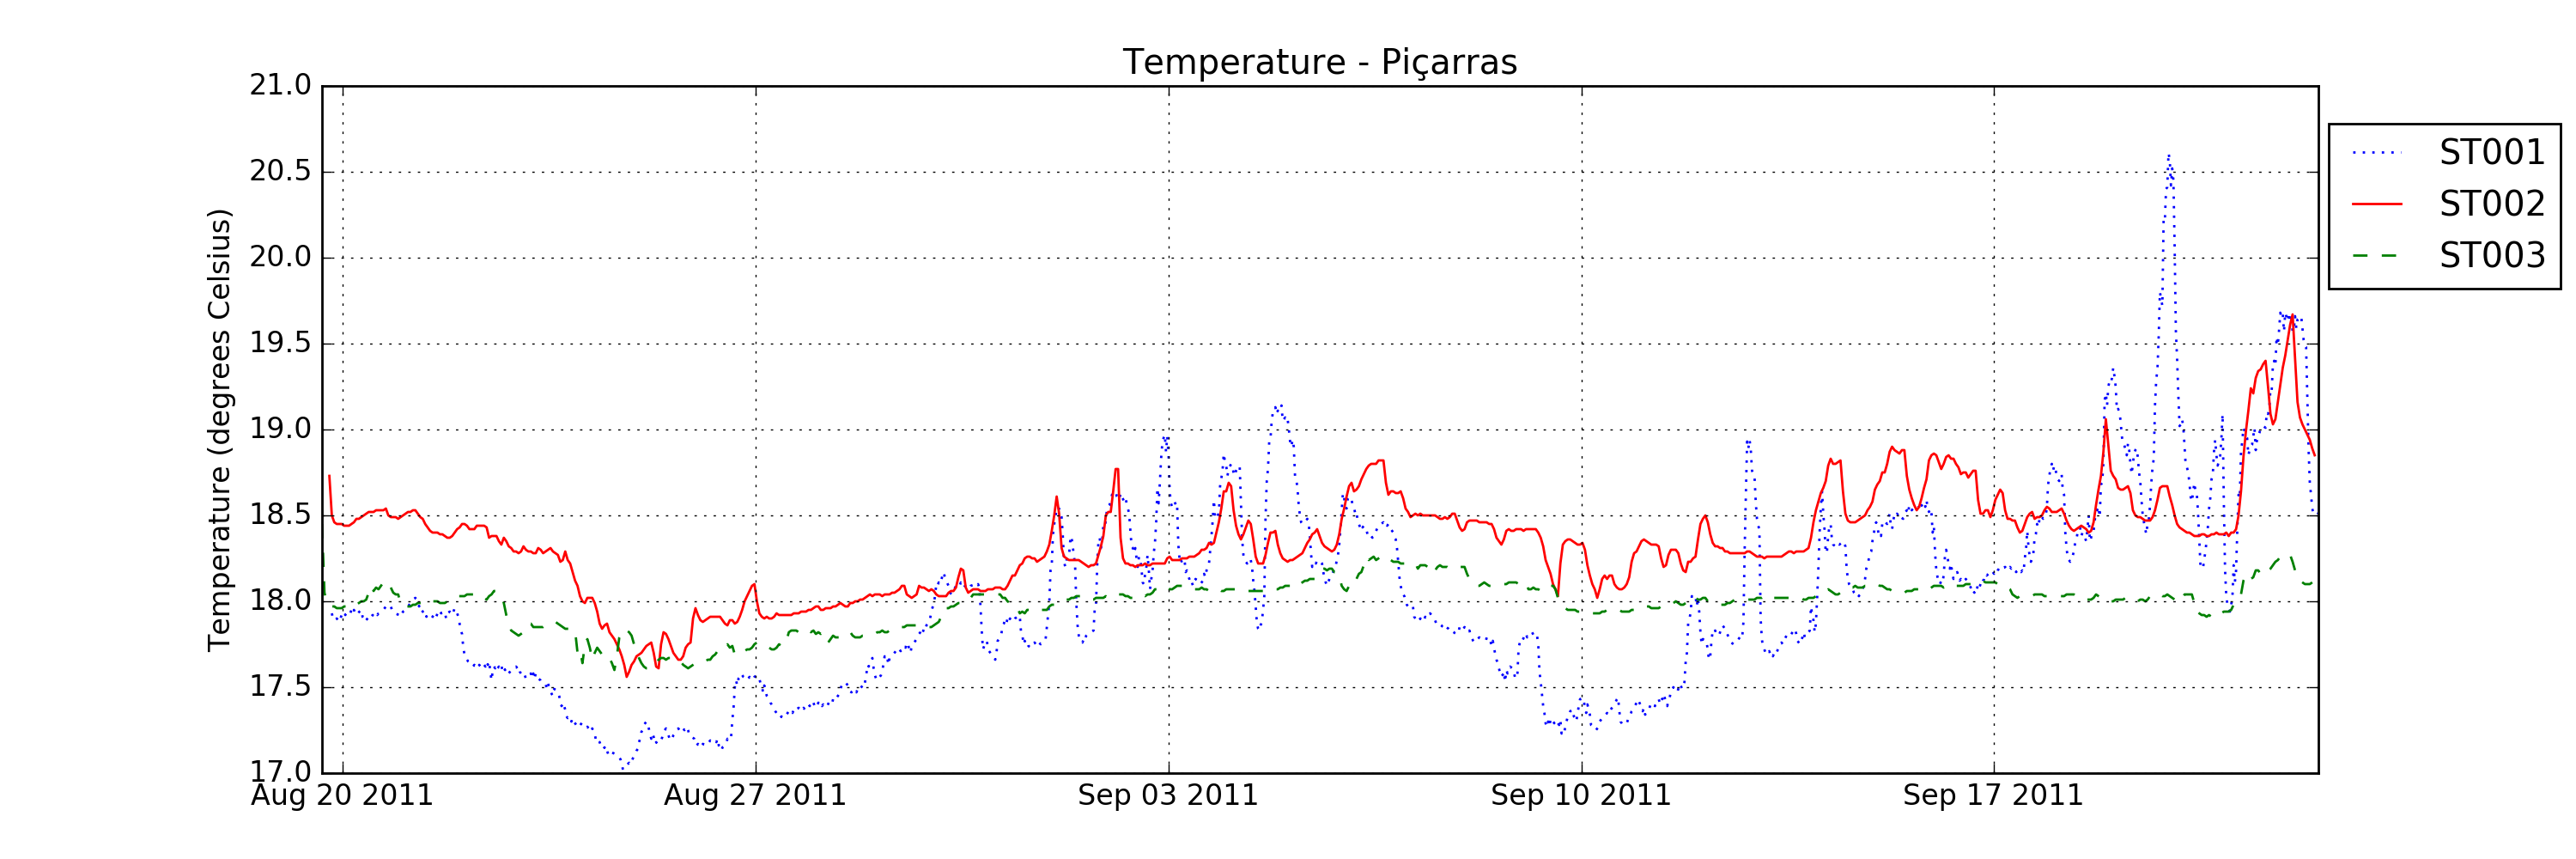 Temperature - Piçarras
21.0
20.5
20.0
19.5
19.0
18.5
18.0
17.5
17.0
Temperature (degrees Celsius)
Aug 20 2011
Aug 27 2011
Sep 03 2011
Sep 10 2011
Sep 17 2011
ST001
ST002
ST003